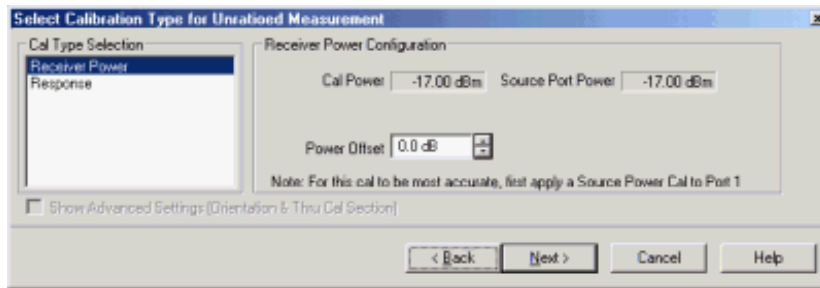 Select Calibration Type for Unratioed Measurement
Cal Type Selection
Receiver Power
Response
Receiver Power Configuration
Cal Power -17.00 dBm Source Port Power -17.00 dBm
Power Offset 0.0 dB
Note: For this cal to be most accurate, first apply a Source Power Cal to Port 1
Show Advanced Settings (Orientation & Thru Cal Section)
< Back Next > Cancel Help